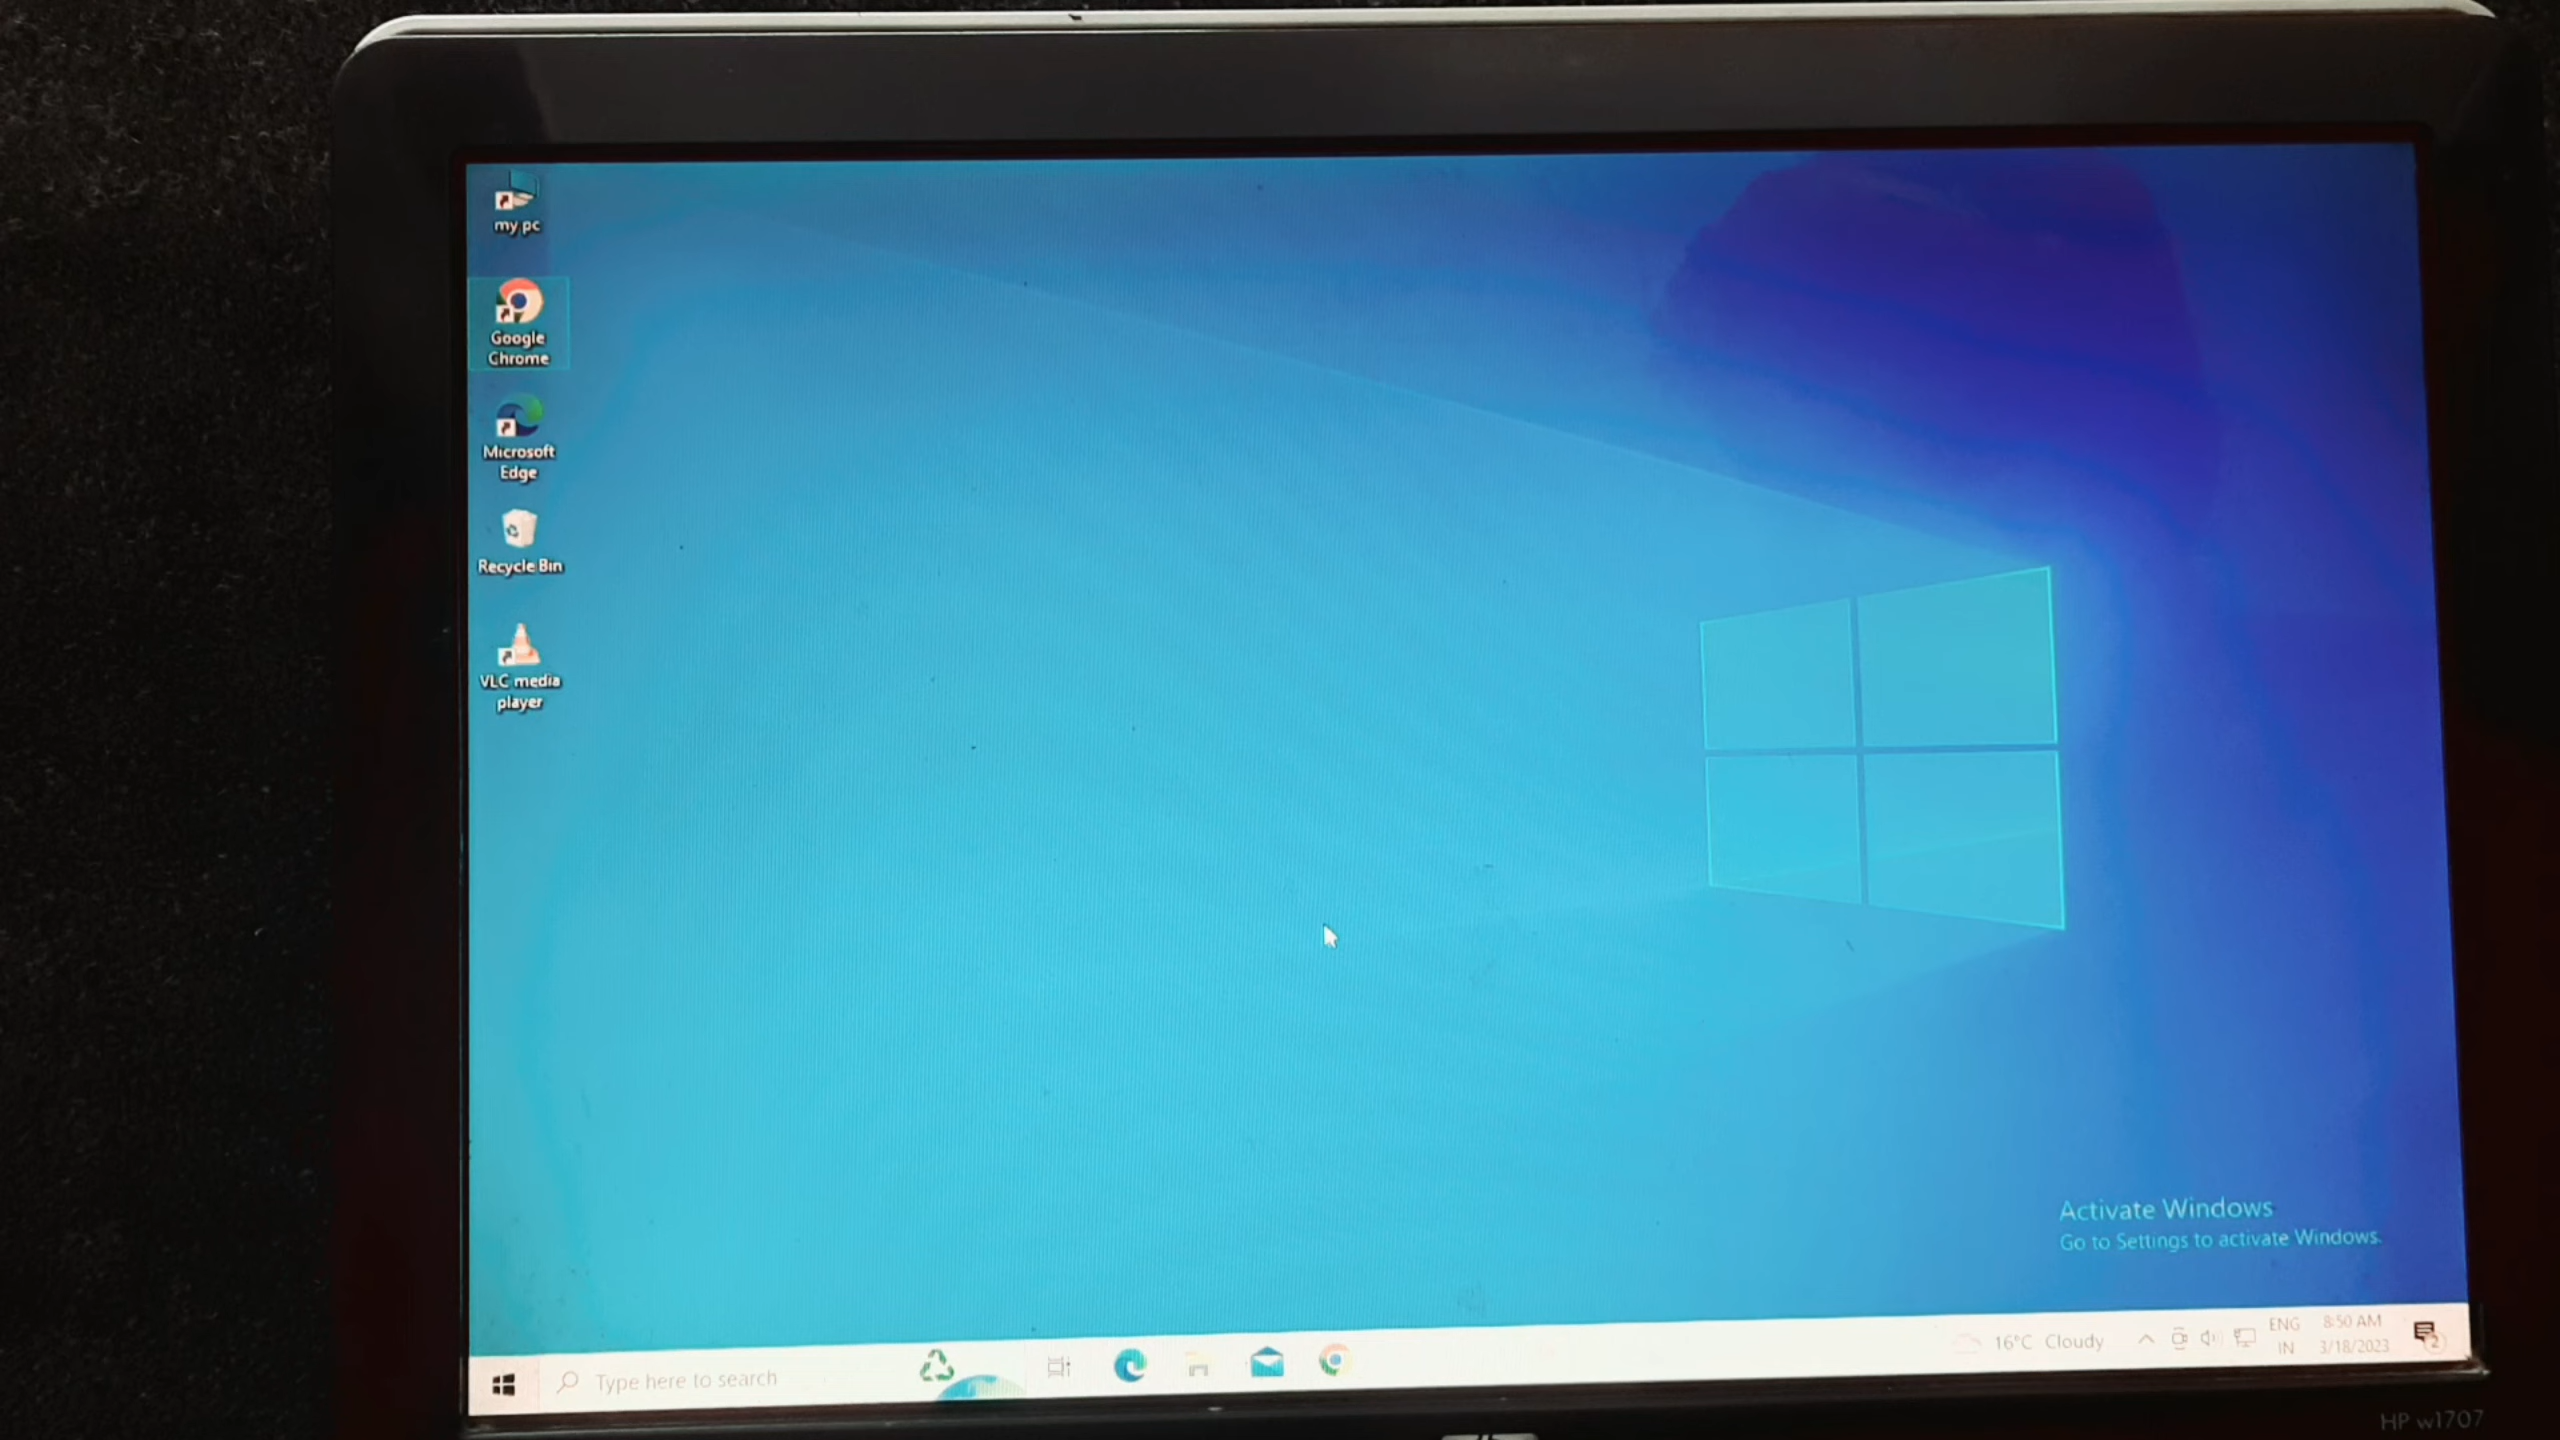 my pc
Google
Chrome
Microsoft
Edge
Recycle Bin
VLC media
player
Activate Windows
Go to Settings to activate Windows.
Type here to search
16°C Cloudy
ENG
IN
8:50 AM
3/18/2023
2
HP w1707